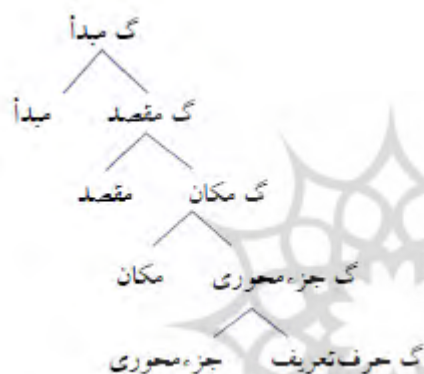 گ مبدأ
گ مقصد مبدأ
گ مکان مقصد
گ جزءمحوری مکان
گ حرف‌تعریف جزءمحوری